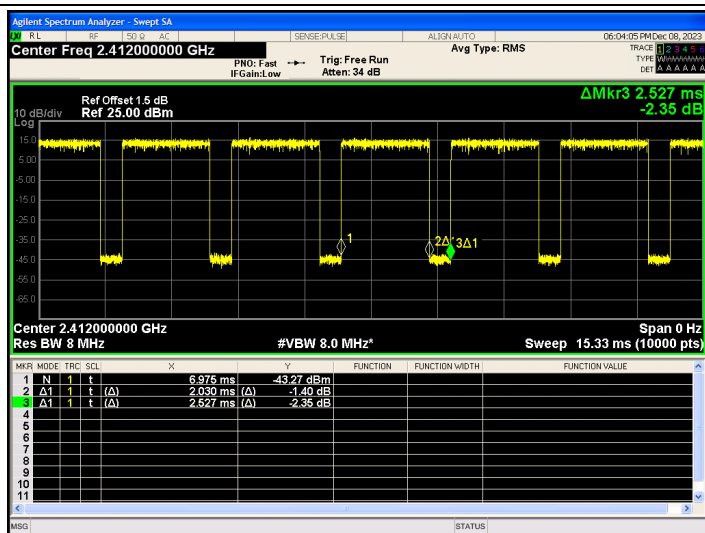 Agilent Spectrum Analyzer - Swept SA
RL RF 50 Ω AC SENSE:PULSE ALIGN AUTO 06:04:05 PM Dec 08, 2023
Center Freq 2.412000000 GHz Avg Type: RMS TRACE 1 2 3 4 5 6
PNO: Fast Trig: Free Run TYPE W
IFGain:Low Atten: 34 dB DET A A A A A A
ΔMkr3 2.527 ms
-2.35 dB
Ref Offset 1.5 dB
10 dB/div Ref 25.00 dBm
Log
15.0
5.00
-5.00
-15.0
-25.0
-35.0
-45.0
-55.0
-65.0
1
2Δ1
3Δ1
Center 2.412000000 GHz Span 0 Hz
Res BW 8 MHz #VBW 8.0 MHz* Sweep 15.33 ms (10000 pts)
MKR MODE TRC SCL X Y FUNCTION FUNCTION WIDTH FUNCTION VALUE
1 N 1 t 6.975 ms -43.27 dBm
2 Δ1 1 t (Δ) 2.030 ms (Δ) -1.40 dB
3 Δ1 1 t (Δ) 2.527 ms (Δ) -2.35 dB
4
5
6
7
8
9
10
11
MSG STATUS